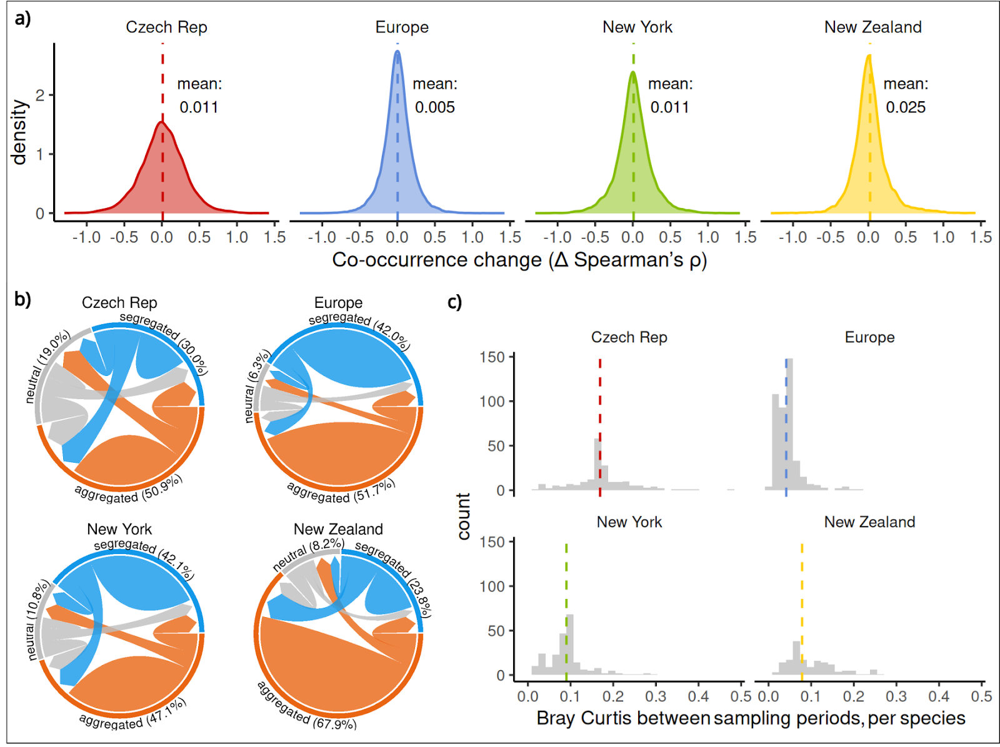 a)
Czech Rep
Europe
New York
New Zealand
density
2
1
0
mean:
0.011
mean:
0.005
mean:
0.011
mean:
0.025
-1.0 -0.5 0.0 0.5 1.0 1.5
-1.0 -0.5 0.0 0.5 1.0 1.5
-1.0 -0.5 0.0 0.5 1.0 1.5
-1.0 -0.5 0.0 0.5 1.0 1.5
Co-occurrence change (Δ Spearman's ρ)
b)
Czech Rep
segregated (30.0%)
neutral (19.0%)
aggregated (50.9%)
Europe
segregated (42.0%)
neutral (6.3%)
aggregated (51.7%)
New York
segregated (42.1%)
neutral (10.8%)
aggregated (47.1%)
New Zealand
neutral (8.2%)
segregated (23.8%)
aggregated (67.9%)
c)
Czech Rep
Europe
150
100
50
0
count
New York
New Zealand
150
100
50
0
0.0 0.1 0.2 0.3 0.4 0.5
0.0 0.1 0.2 0.3 0.4 0.5
Bray Curtis between sampling periods, per species